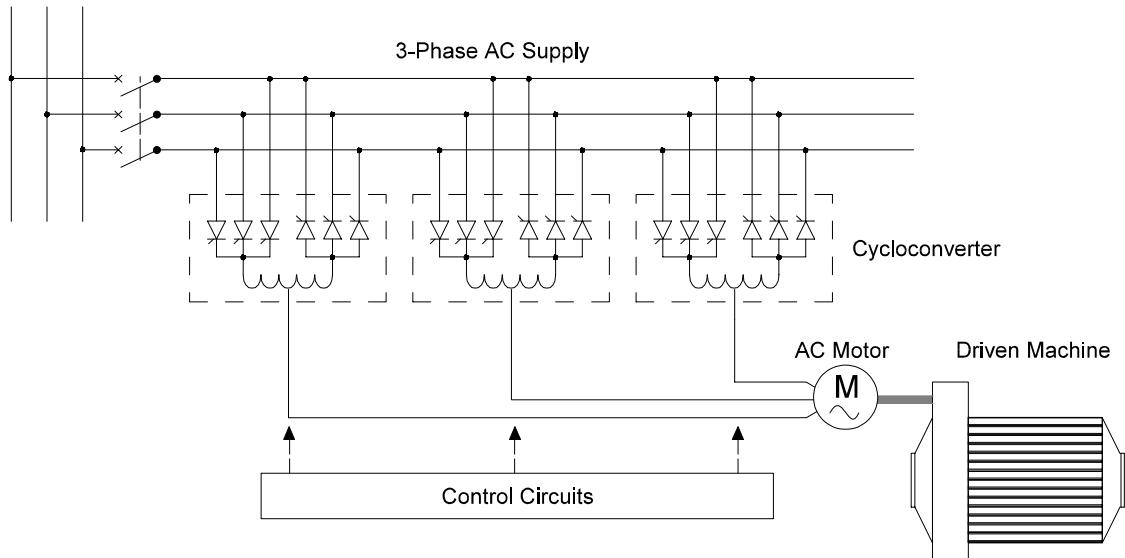 3-Phase AC Supply
Cycloconverter
AC Motor
Driven Machine
M
Control Circuits